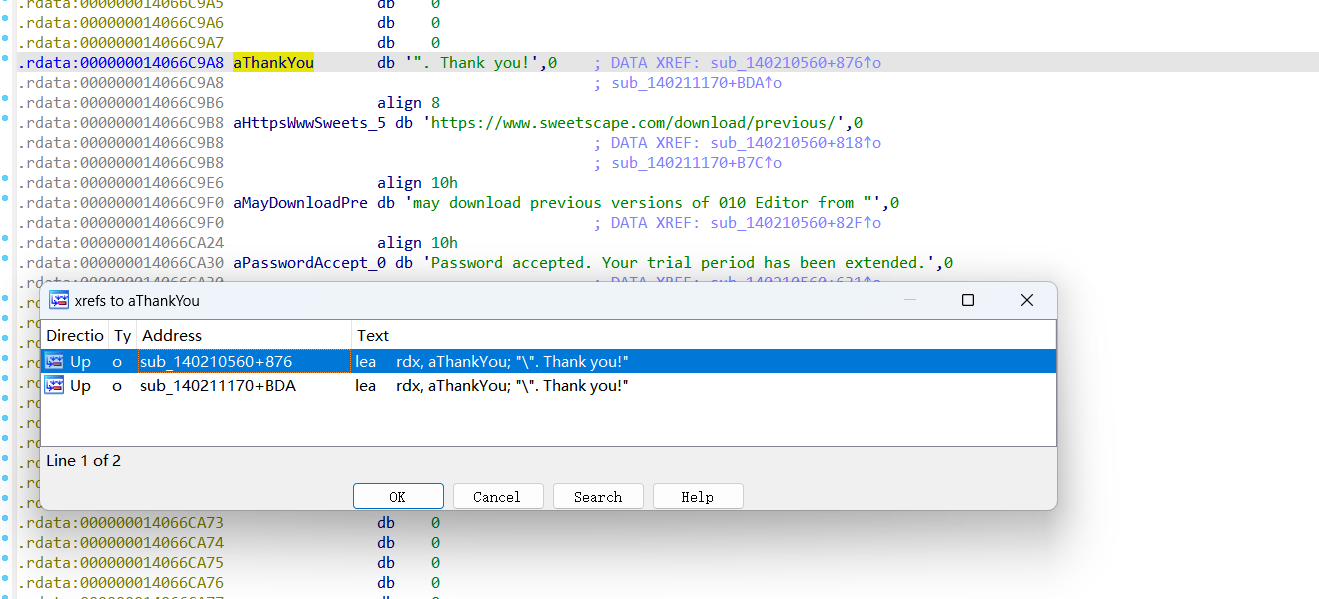 .rdata:000000014066C9A5 db 0
.rdata:000000014066C9A6 db 0
.rdata:000000014066C9A7 db 0
.rdata:000000014066C9A8 aThankYou db '". Thank you!',0 ; DATA XREF: sub_140210560+876↑o
.rdata:000000014066C9A8 ; sub_140211170+BDA↑o
.rdata:000000014066C9B6 align 8
.rdata:000000014066C9B8 aHttpsWwwSweets_5 db 'https://www.sweetscape.com/download/previous/',0
.rdata:000000014066C9B8 ; DATA XREF: sub_140210560+818↑o
.rdata:000000014066C9B8 ; sub_140211170+B7C↑o
.rdata:000000014066C9E6 align 10h
.rdata:000000014066C9F0 aMayDownloadPre db 'may download previous versions of 010 Editor from "',0
.rdata:000000014066C9F0 ; DATA XREF: sub_140210560+82F↑o
.rdata:000000014066CA24 align 10h
.rdata:000000014066CA30 aPasswordAccept_0 db 'Password accepted. Your trial period has been extended.',0
xrefs to aThankYou
Directio Ty Address Text
Up o sub_140210560+876 lea rdx, aThankYou; "\". Thank you!"
Up o sub_140211170+BDA lea rdx, aThankYou; "\". Thank you!"
Line 1 of 2
OK Cancel Search Help
.rdata:000000014066CA73 db 0
.rdata:000000014066CA74 db 0
.rdata:000000014066CA75 db 0
.rdata:000000014066CA76 db 0